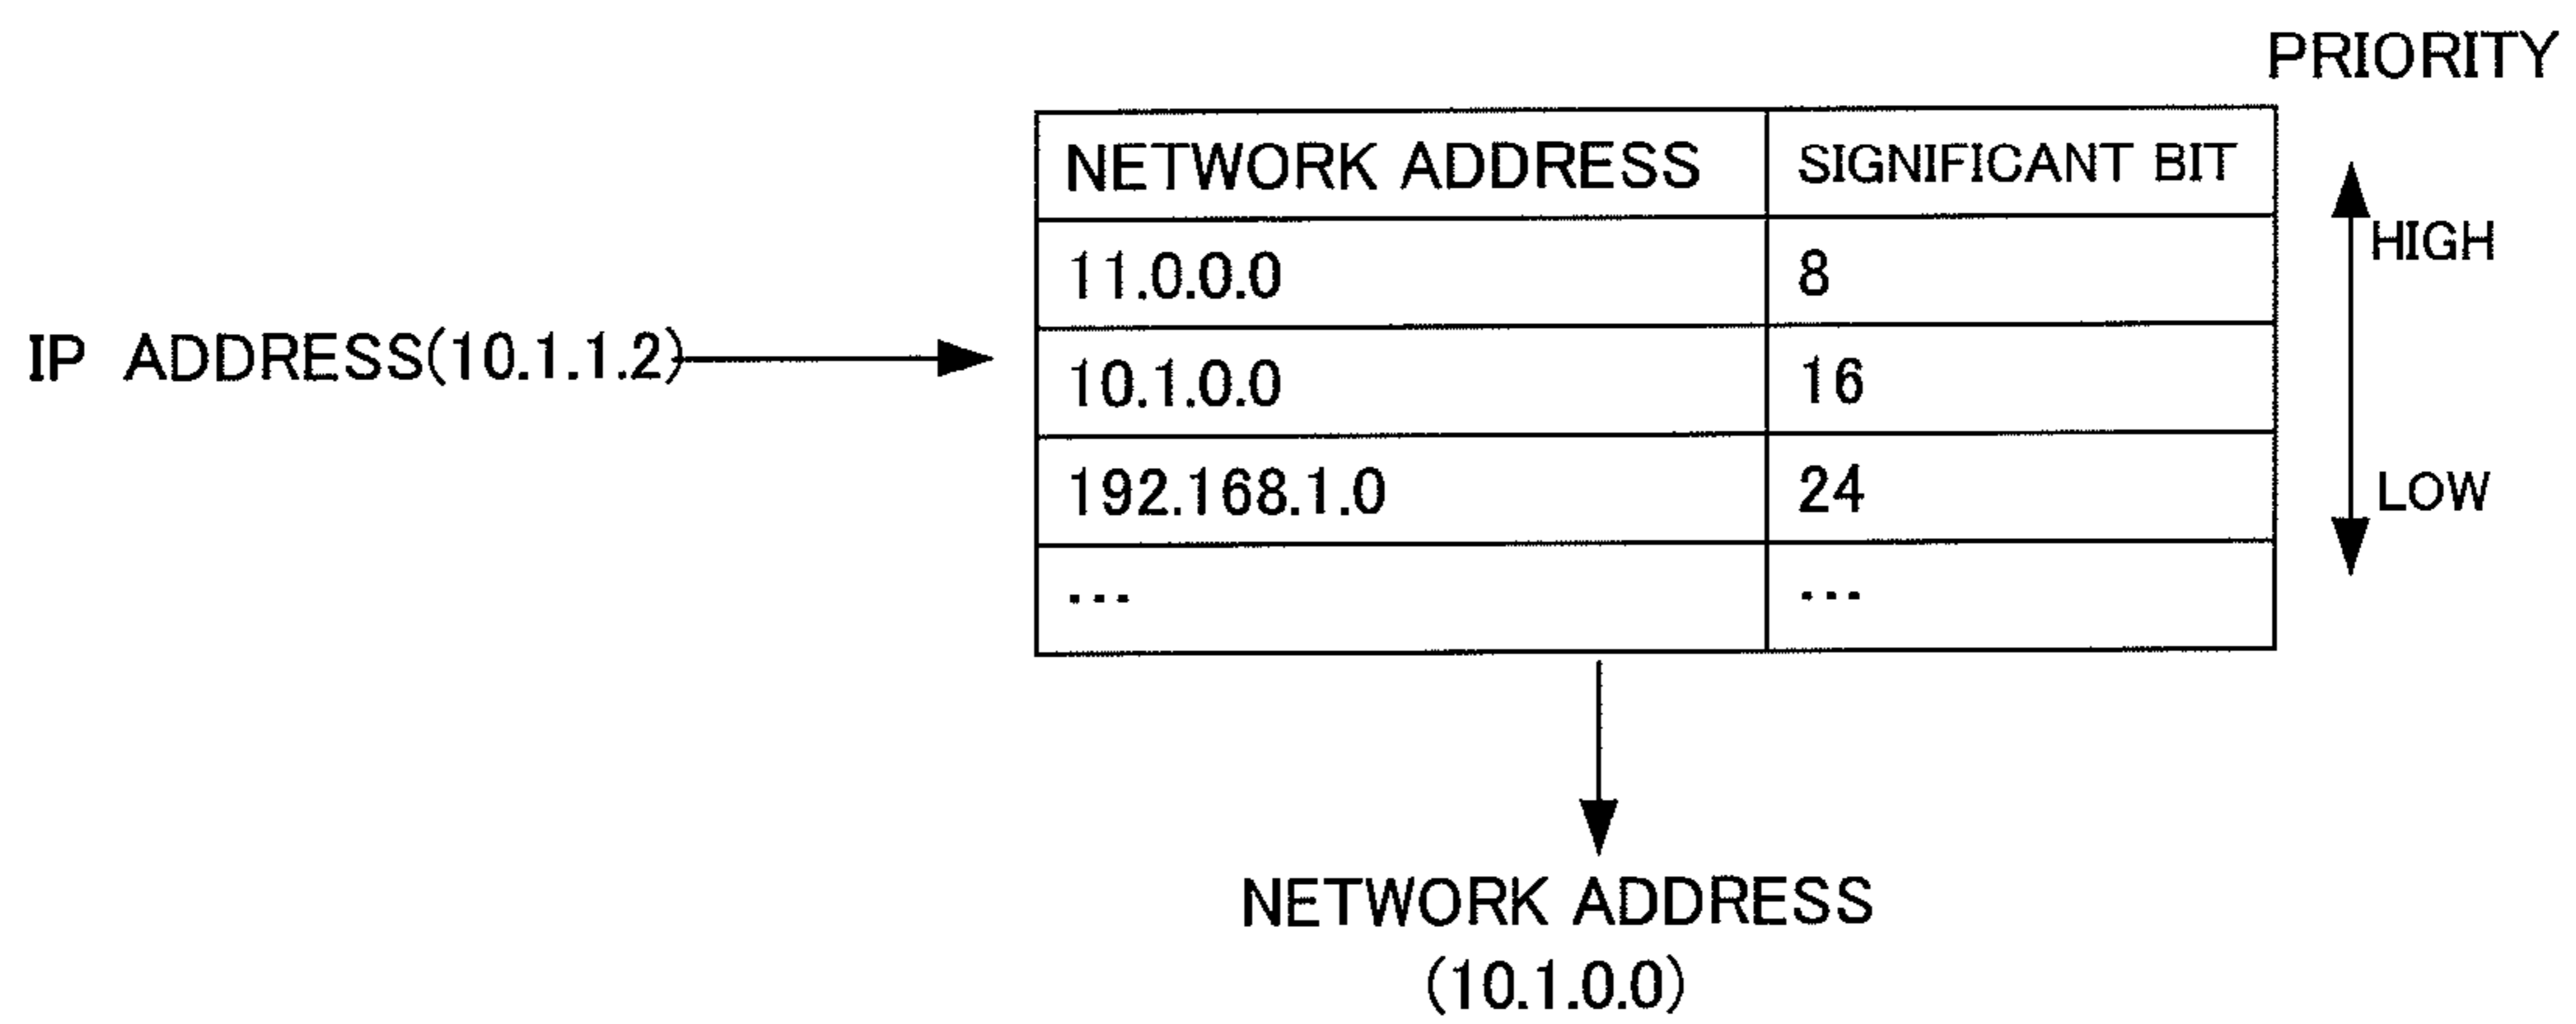 PRIORITY
NETWORK ADDRESS SIGNIFICANT BIT
HIGH
11.0.0.0 8
IP ADDRESS(10.1.1.2)
10.1.0.0 16
192.168.1.0 24
LOW
... ...
NETWORK ADDRESS
(10.1.0.0)